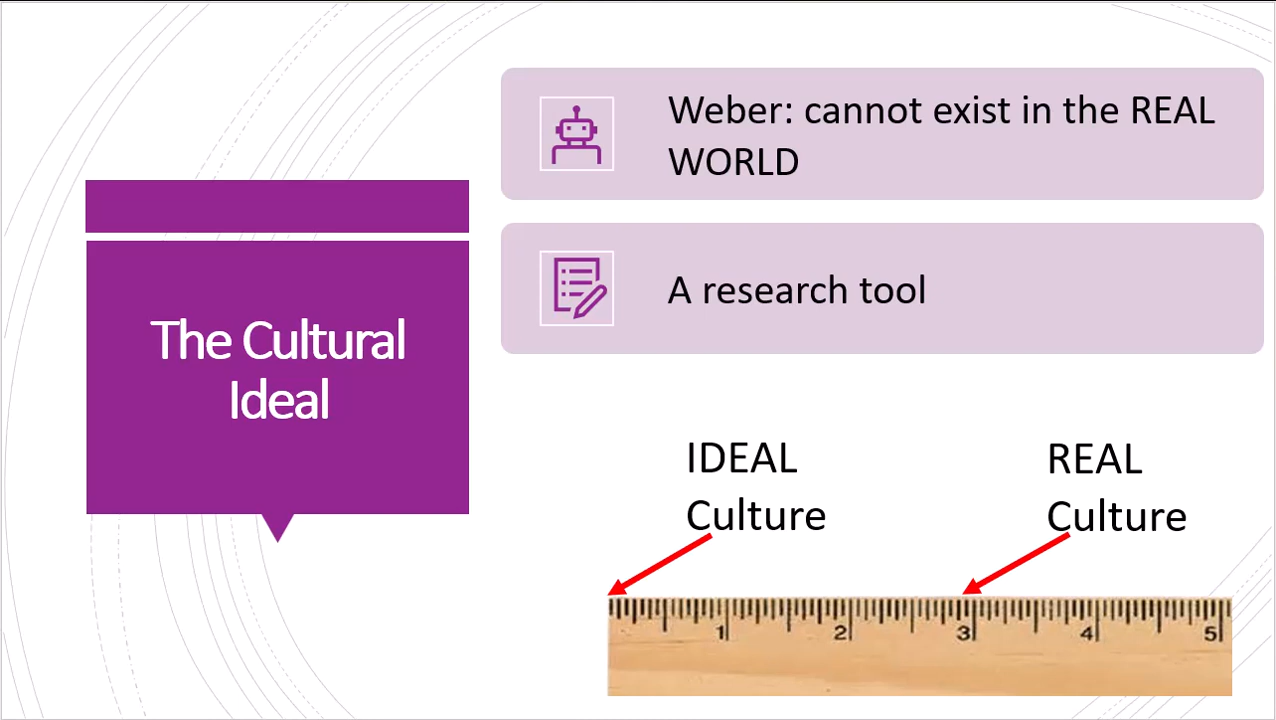 The Cultural
Ideal
Weber: cannot exist in the REAL
WORLD
A research tool
IDEAL
Culture
REAL
Culture
1 2 3 4 5